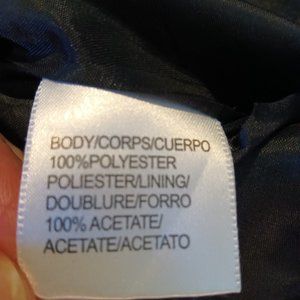 BODY/CORPS/CUERPO
100%POLYESTER
POLIESTER/LINING/
DOUBLURE/FORRO
100% ACETATE/
ACETATE/ACETATO